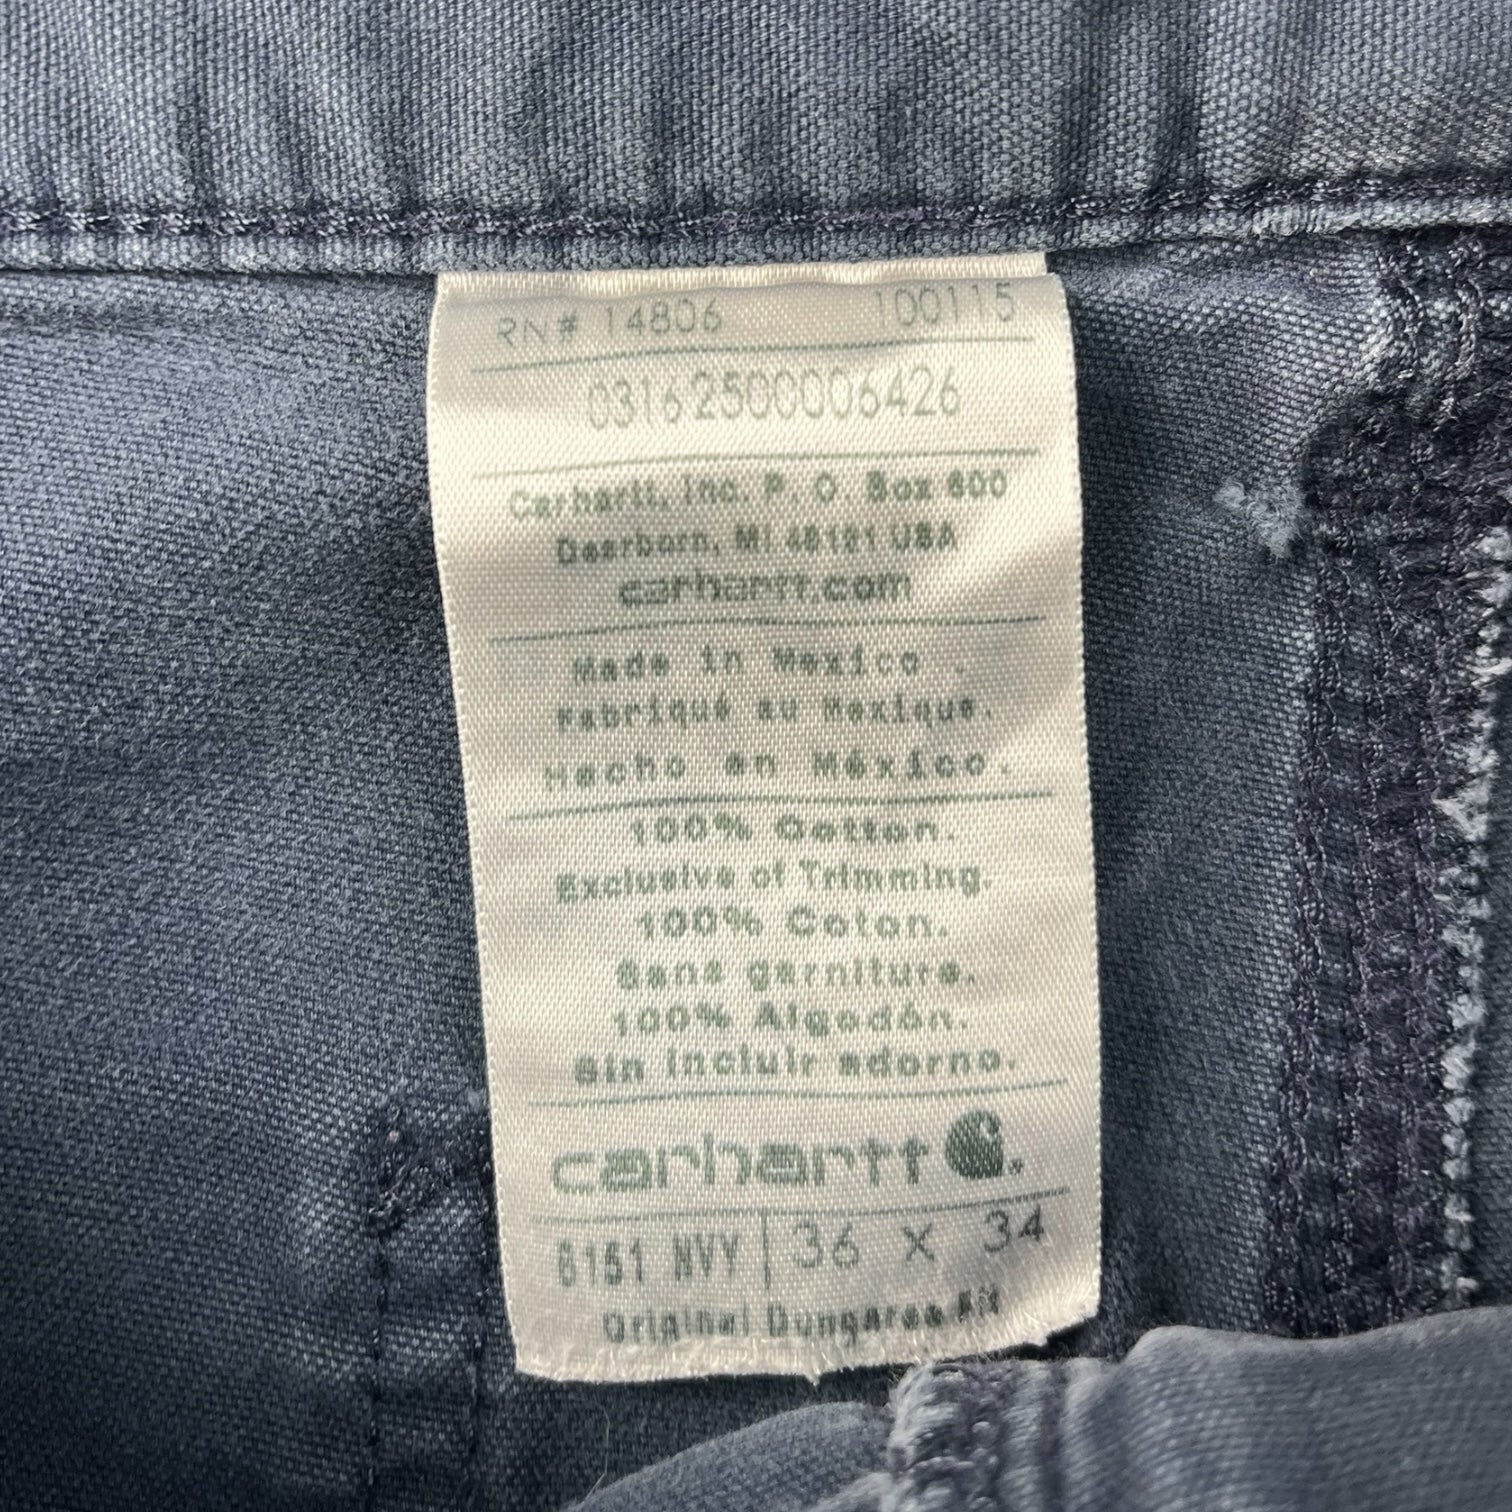 RN# 14806 100115
03162500006426
Carhartt, Inc. P. O. Box 600
Dearborn, MI 48121 USA
carhartt.com
Made in Mexico.
Fabriqué au Mexique.
Hecho en México.
100% Cotton.
Exclusive of Trimming.
100% Coton.
Sans garniture.
100% Algodón.
Sin incluir adorno.
carhartt
6151 NVY | 36 X 34
Original Dungaree Fit